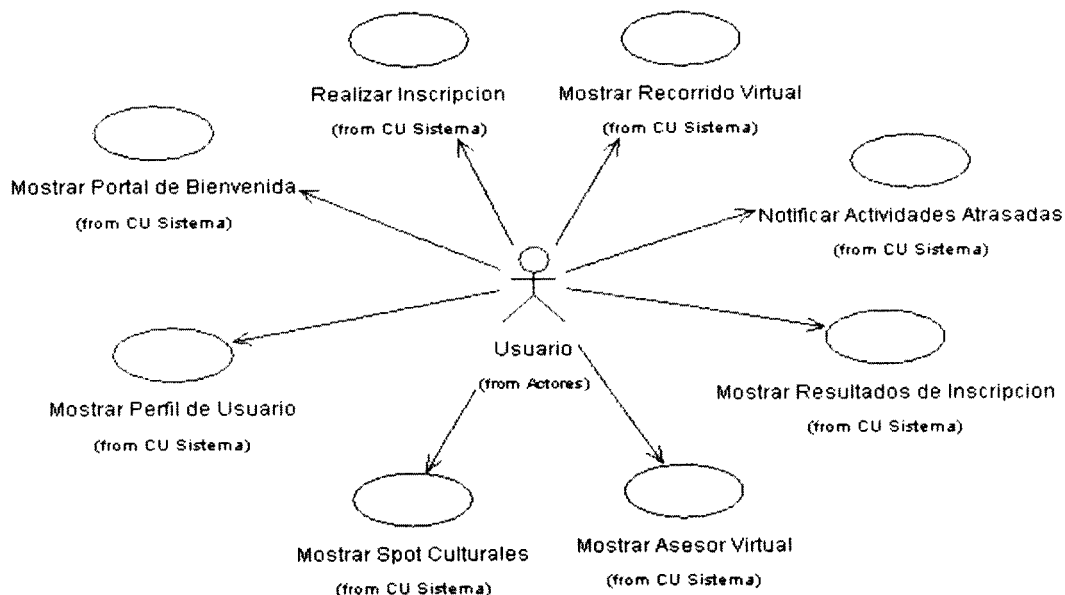 Realizar Inscripcion
(from CU Sistema)
Mostrar Recorrido Virtual
(from CU Sistema)
Mostrar Portal de Bienvenida
(from CU Sistema)
Notificar Actividades Atrasadas
(from CU Sistema)
Usuario
(from Actores)
Mostrar Perfil de Usuario
(from CU Sistema)
Mostrar Resultados de Inscripcion
(from CU Sistema)
Mostrar Spot Culturales
(from CU Sistema)
Mostrar Asesor Virtual
(from CU Sistema)